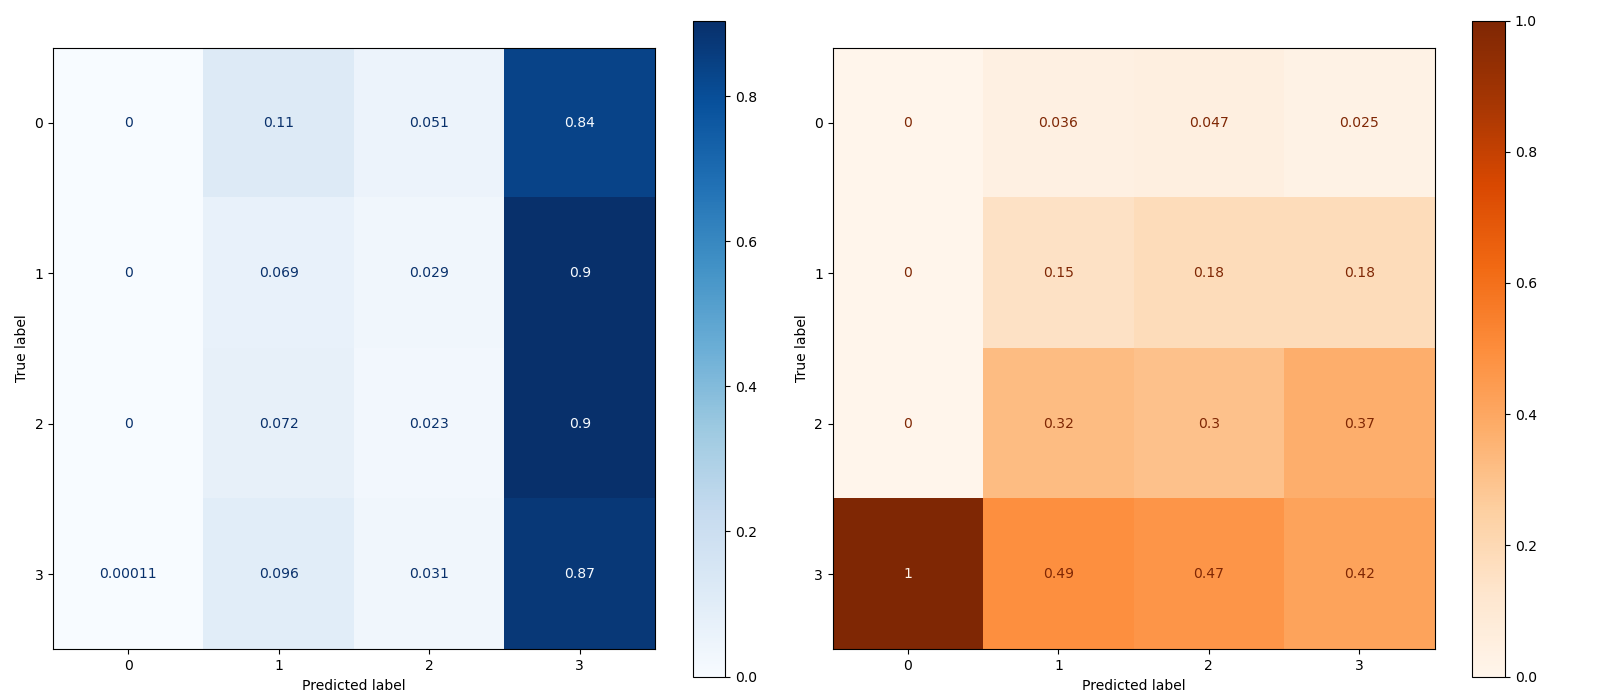 0 0 0.11 0.051 0.84
1 0 0.069 0.029 0.9
2 0 0.072 0.023 0.9
3 0.00011 0.096 0.031 0.87
0 1 2 3
Predicted label
True label
0.8
0.6
0.4
0.2
0.0
0 0 0.036 0.047 0.025
1 0 0.15 0.18 0.18
2 0 0.32 0.3 0.37
3 1 0.49 0.47 0.42
0 1 2 3
Predicted label
True label
1.0
0.8
0.6
0.4
0.2
0.0